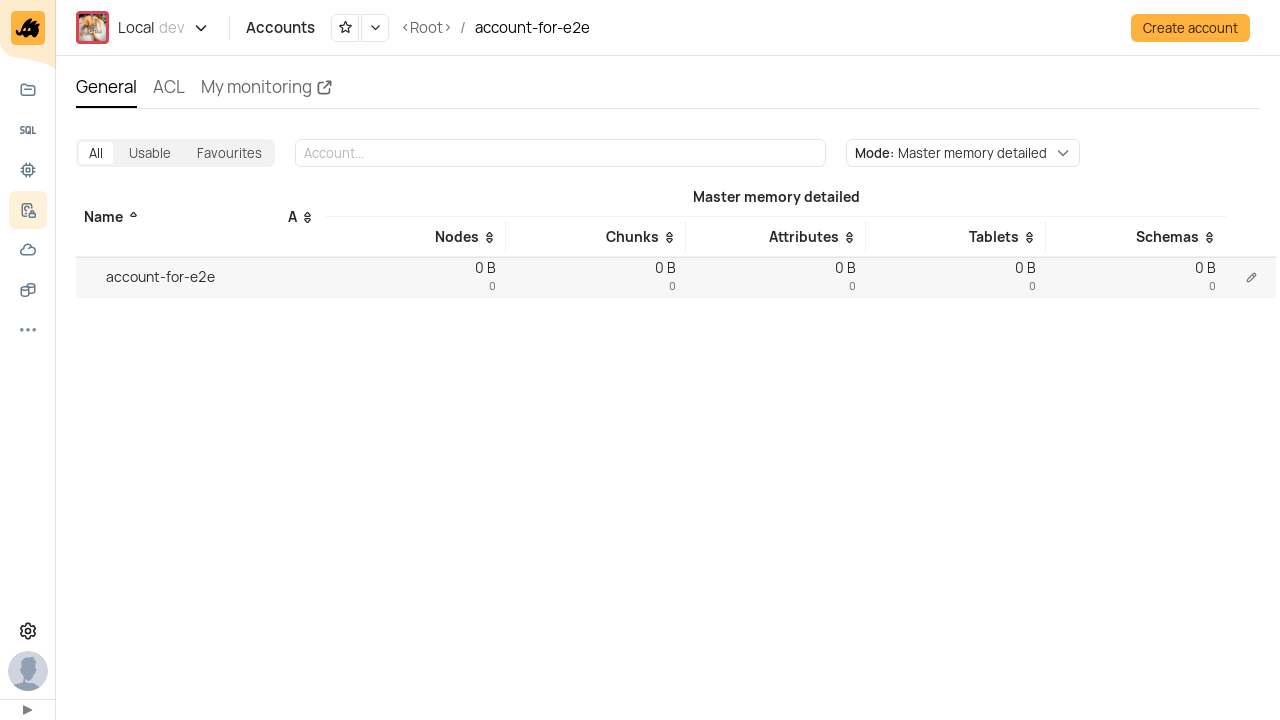 Local dev
Accounts
<Root> / account-for-e2e
Create account
SQL
General ACL My monitoring
All Usable Favourites
Account...
Mode: Master memory detailed
Name A Master memory detailed
Nodes Chunks Attributes Tablets Schemas
account-for-e2e 0 B 0 B 0 B 0 B 0 B
0 0 0 0 0